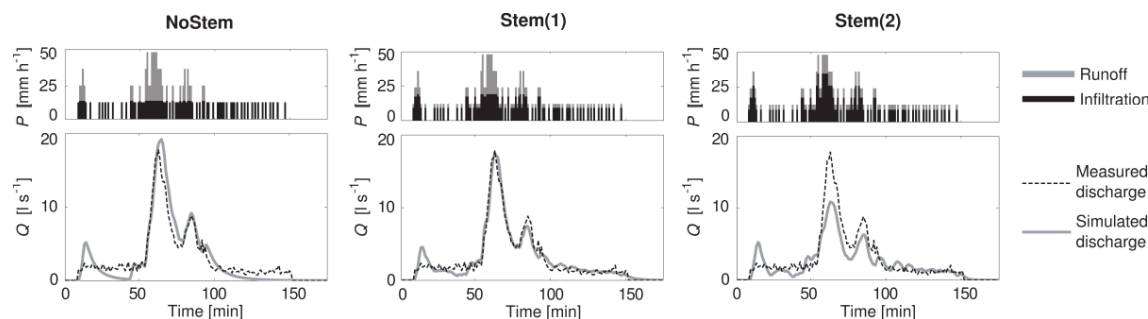 NoStem
Stem(1)
Stem(2)
P [mm h⁻¹]
50
25
0
P [mm h⁻¹]
50
25
0
P [mm h⁻¹]
50
25
0
Runoff
Infiltration
Q [l s⁻¹]
20
10
0
0 50 100 150
Time [min]
Q [l s⁻¹]
20
10
0
0 50 100 150
Time [min]
Q [l s⁻¹]
20
10
0
0 50 100 150
Time [min]
Measured
discharge
Simulated
discharge